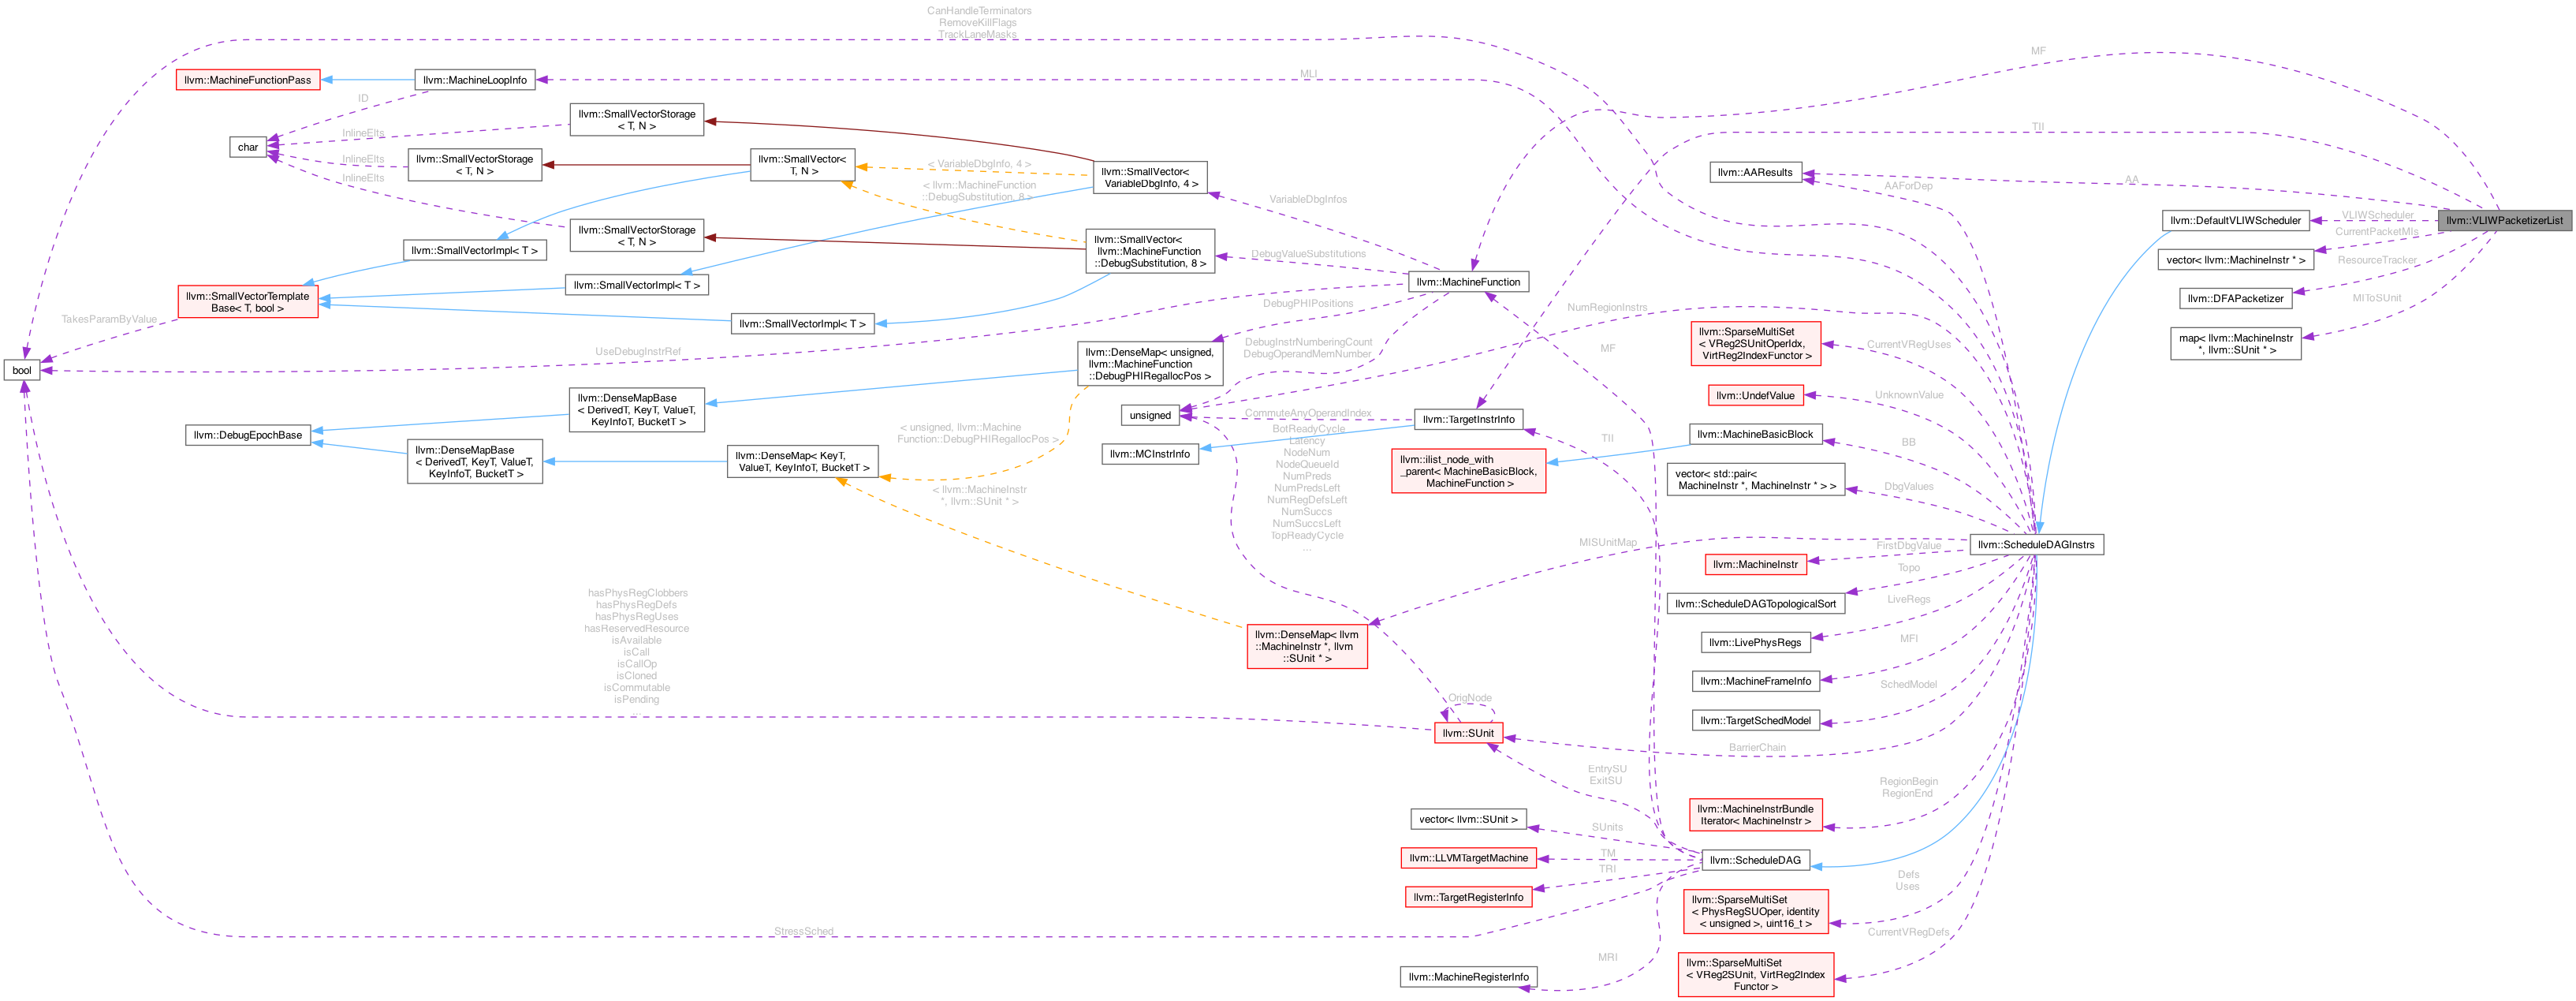 CanHandleTerminators
RemoveKillFlags
TrackLaneMasks
MF
llvm::MachineFunctionPass
llvm::MachineLoopInfo
MLI
ID
InlineElts
llvm::SmallVectorStorage
< T, N >
char
TII
InlineElts
llvm::SmallVectorStorage
< T, N >
llvm::SmallVector<
T, N >
< VariableDbgInfo, 4 >
llvm::SmallVector<
VariableDbgInfo, 4 >
llvm::AAResults
AA
AAForDep
InlineElts
< llvm::MachineFunction
::DebugSubstitution, 8 >
VariableDbgInfos
llvm::DefaultVLIWScheduler
VLIWScheduler
llvm::VLIWPacketizerList
llvm::SmallVectorStorage
< T, N >
llvm::SmallVector<
llvm::MachineFunction
::DebugSubstitution, 8 >
CurrentPacketMIs
vector< llvm::MachineInstr * >
llvm::SmallVectorImpl< T >
DebugValueSubstitutions
ResourceTracker
llvm::SmallVectorImpl< T >
llvm::MachineFunction
llvm::DFAPacketizer
MIToSUnit
llvm::SmallVectorTemplate
Base< T, bool >
DebugPHIPositions
NumRegionInstrs
TakesParamByValue
llvm::SmallVectorImpl< T >
llvm::SparseMultiSet
< VReg2SUnitOperIdx,
VirtReg2IndexFunctor >
CurrentVRegUses
map< llvm::MachineInstr
*, llvm::SUnit * >
UseDebugInstrRef
DebugInstrNumberingCount
DebugOperandMemNumber
MF
bool
llvm::DenseMap< unsigned,
llvm::MachineFunction
::DebugPHIRegallocPos >
llvm::UndefValue
UnknownValue
llvm::DenseMapBase
< DerivedT, KeyT, ValueT,
KeyInfoT, BucketT >
unsigned
CommuteAnyOperandIndex
llvm::TargetInstrInfo
llvm::DebugEpochBase
< unsigned, llvm::Machine
Function::DebugPHIRegallocPos >
BotReadyCycle
Latency
NodeNum
NodeQueueId
NumPreds
NumPredsLeft
NumRegDefsLeft
NumSuccs
NumSuccsLeft
TopReadyCycle
...
TII
llvm::MachineBasicBlock
BB
llvm::DenseMapBase
< DerivedT, KeyT, ValueT,
KeyInfoT, BucketT >
llvm::DenseMap< KeyT,
ValueT, KeyInfoT, BucketT >
llvm::MCInstrInfo
llvm::ilist_node_with
_parent< MachineBasicBlock,
MachineFunction >
vector< std::pair<
MachineInstr *, MachineInstr * > >
DbgValues
< llvm::MachineInstr
*, llvm::SUnit * >
MISUnitMap
FirstDbgValue
llvm::ScheduleDAGInstrs
llvm::MachineInstr
Topo
llvm::ScheduleDAGTopologicalSort
LiveRegs
hasPhysRegClobbers
hasPhysRegDefs
hasPhysRegUses
hasReservedResource
isAvailable
isCall
isCallOp
isCloned
isCommutable
isPending
...
llvm::DenseMap< llvm
::MachineInstr *, llvm
::SUnit * >
llvm::LivePhysRegs
MFI
llvm::MachineFrameInfo
SchedModel
OrigNode
llvm::TargetSchedModel
llvm::SUnit
BarrierChain
EntrySU
ExitSU
RegionBegin
RegionEnd
vector< llvm::SUnit >
SUnits
llvm::MachineInstrBundle
Iterator< MachineInstr >
llvm::LLVMTargetMachine
TM
llvm::ScheduleDAG
TRI
llvm::TargetRegisterInfo
Defs
Uses
llvm::SparseMultiSet
< PhysRegSUOper, identity
< unsigned >, uint16_t >
StressSched
CurrentVRegDefs
MRI
llvm::MachineRegisterInfo
llvm::SparseMultiSet
< VReg2SUnit, VirtReg2Index
Functor >